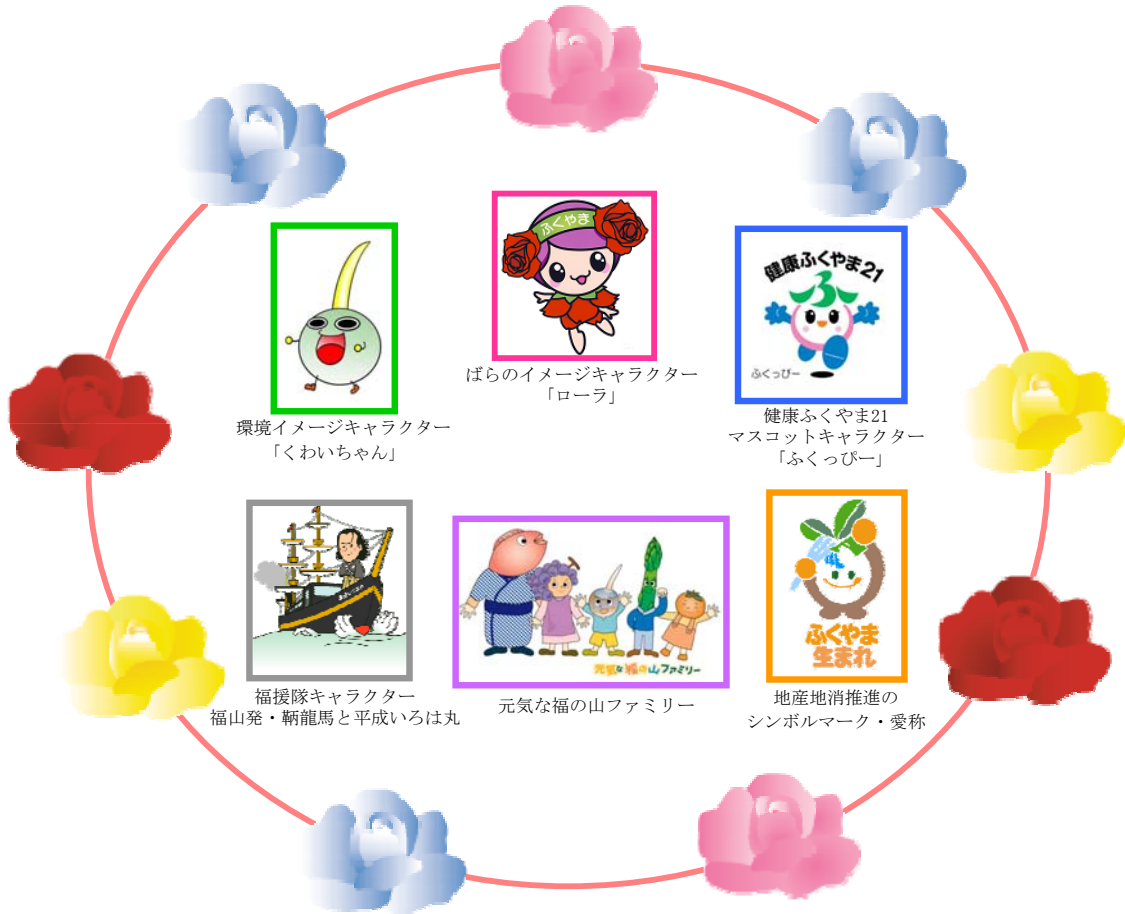 ふくやま
健康ふくやま21
ふ
ふくっぴー
ばらのイメージキャラクター
「ローラ」
環境イメージキャラクター
「くわいちゃん」
健康ふくやま21
マスコットキャラクター
「ふくっぴー」
元気な福の山ファミリー
ふくやま
生まれ
福援隊キャラクター
福山発・鞆龍馬と平成いろは丸
元気な福の山ファミリー
地産地消推進の
シンボルマーク・愛称